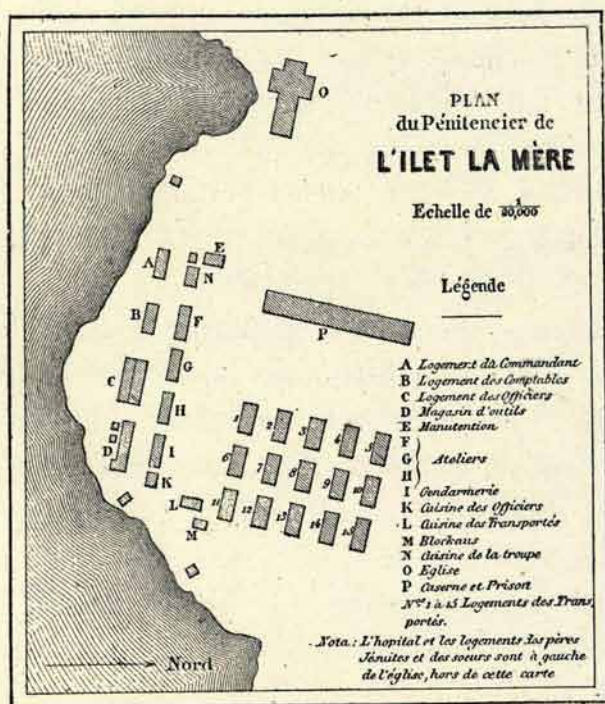 PLAN
du Pénitencier de
L'ILET LA MÈRE
Echelle de 1/20,000
Légende
A Logement du Commandant
B Logement des Comptables
C Logement des Officiers
D Magasin d'outils
E Manutention
F
G Ateliers
H
I Gendarmerie
K Cuisine des Officiers
L Cuisine des Transportés
M Blockaus
N Cuisine de la troupe
O Eglise
P Caserne et Prison
Nos 1 à 15 Logements des Trans
portés.
Nota: L'hopital et les logements des pères
Jésuites et des soeurs sont à gauche
de l'église, hors de cette carte
O
E
A
N
B
F
P
G
C
H
1 2 3 4 5
D
I
6 7 8 9 10
K
L
11 12 13 14 15
M
Nord